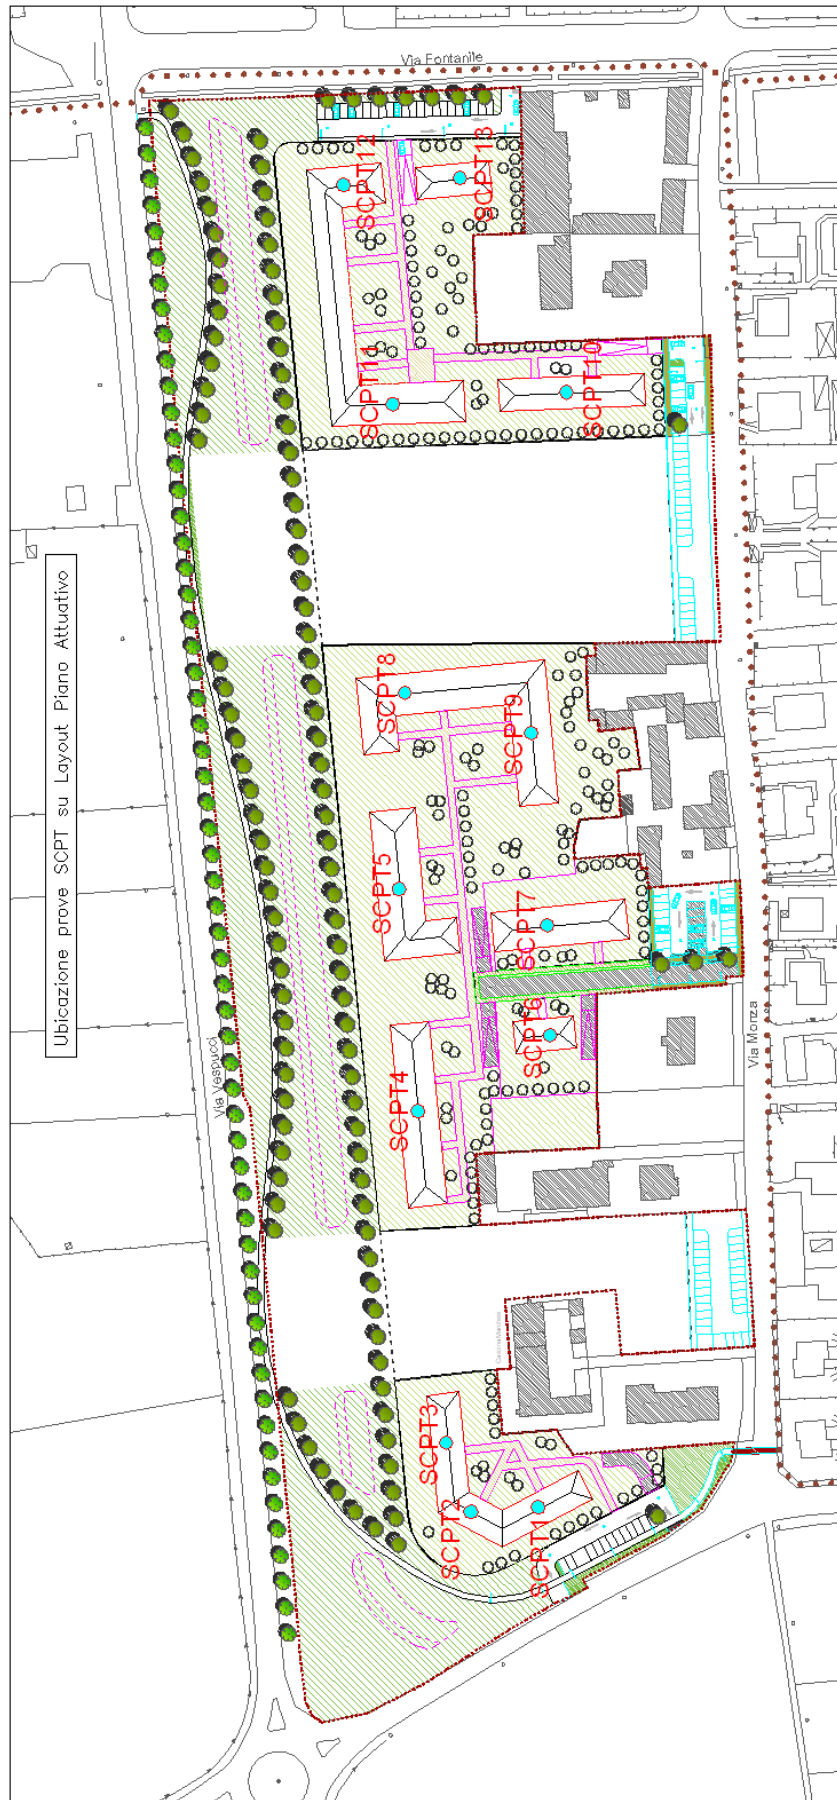 Via Fontanile
SCPT12
SCPT13
SCPT11
SCPT10
Ubicazione prove SCPT su Layout Piano Attuativo
SCPT8
SCPT9
SCPT5
SCPT7
SCPT6
SCPT4
Via Vespucci
Via Monza
SCPT3
SCPT2
SCPT1